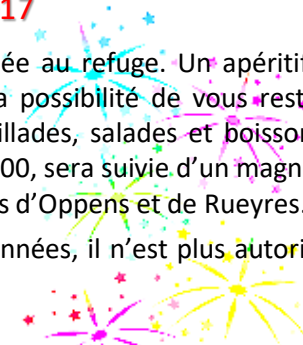 17
ée au refuge. Un apéritif
a possibilité de vous rest
illades, salades et boisson
00, sera suivie d'un magn
s d'Oppens et de Rueyres.
onnées, il n'est plus autori